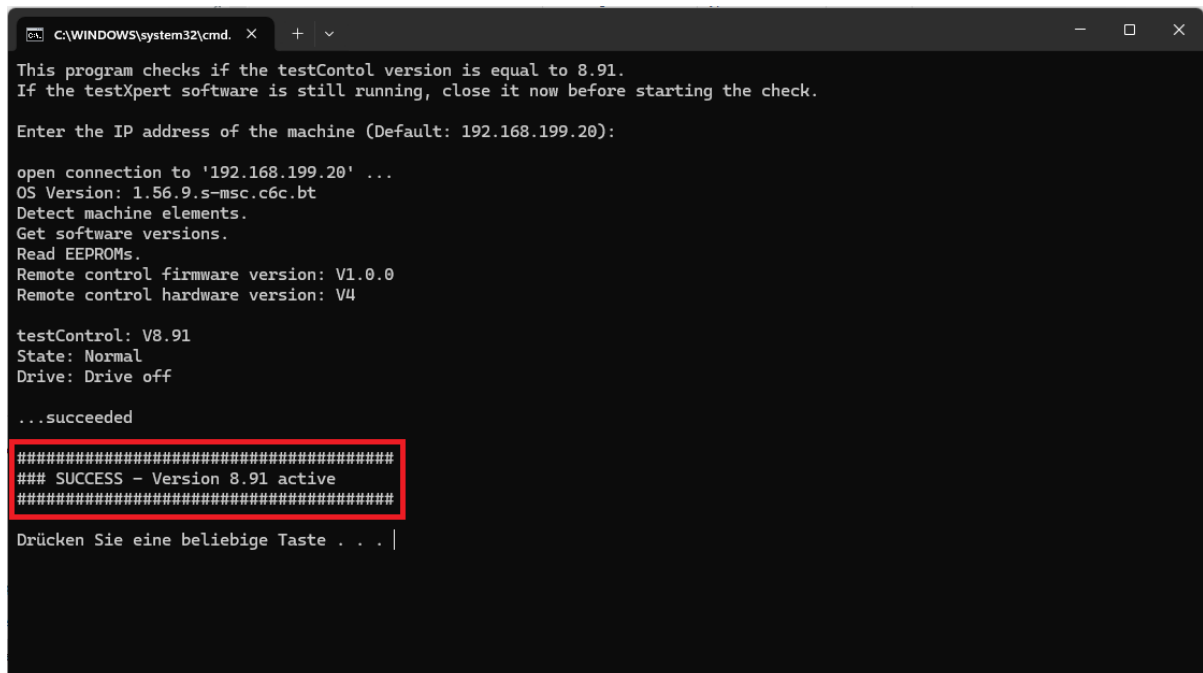 C:\WINDOWS\system32\cmd.
This program checks if the testContol version is equal to 8.91.
If the testXpert software is still running, close it now before starting the check.
Enter the IP address of the machine (Default: 192.168.199.20):
open connection to '192.168.199.20' ...
OS Version: 1.56.9.s-msc.c6c.bt
Detect machine elements.
Get software versions.
Read EEPROMs.
Remote control firmware version: V1.0.0
Remote control hardware version: V4
testControl: V8.91
State: Normal
Drive: Drive off
...succeeded
#######################################
### SUCCESS - Version 8.91 active
#######################################
Drücken Sie eine beliebige Taste . . .